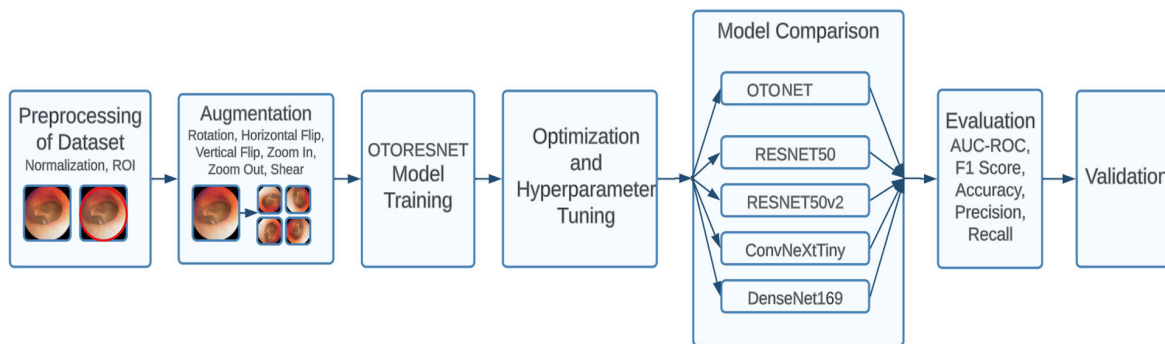 Preprocessing
of Dataset
Normalization, ROI
Augmentation
Rotation, Horizontal Flip,
Vertical Flip, Zoom In,
Zoom Out, Shear
OTORESNET
Model
Training
Optimization
and
Hyperparameter
Tuning
Model Comparison
OTONET
RESNET50
RESNET50v2
ConvNeXtTiny
DenseNet169
Evaluation
AUC-ROC,
F1 Score,
Accuracy,
Precision,
Recall
Validation